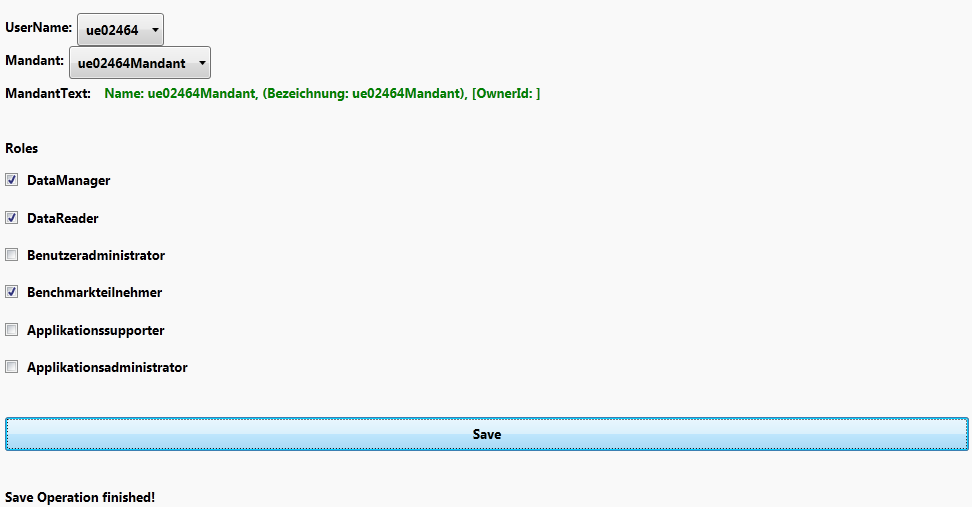 UserName: ue02464
Mandant: ue02464Mandant
MandantText: Name: ue02464Mandant, (Bezeichnung: ue02464Mandant), [OwnerId: ]
Roles
DataManager
DataReader
Benutzeradministrator
Benchmarkteilnehmer
Applikationssupporter
Applikationsadministrator
Save
Save Operation finished!